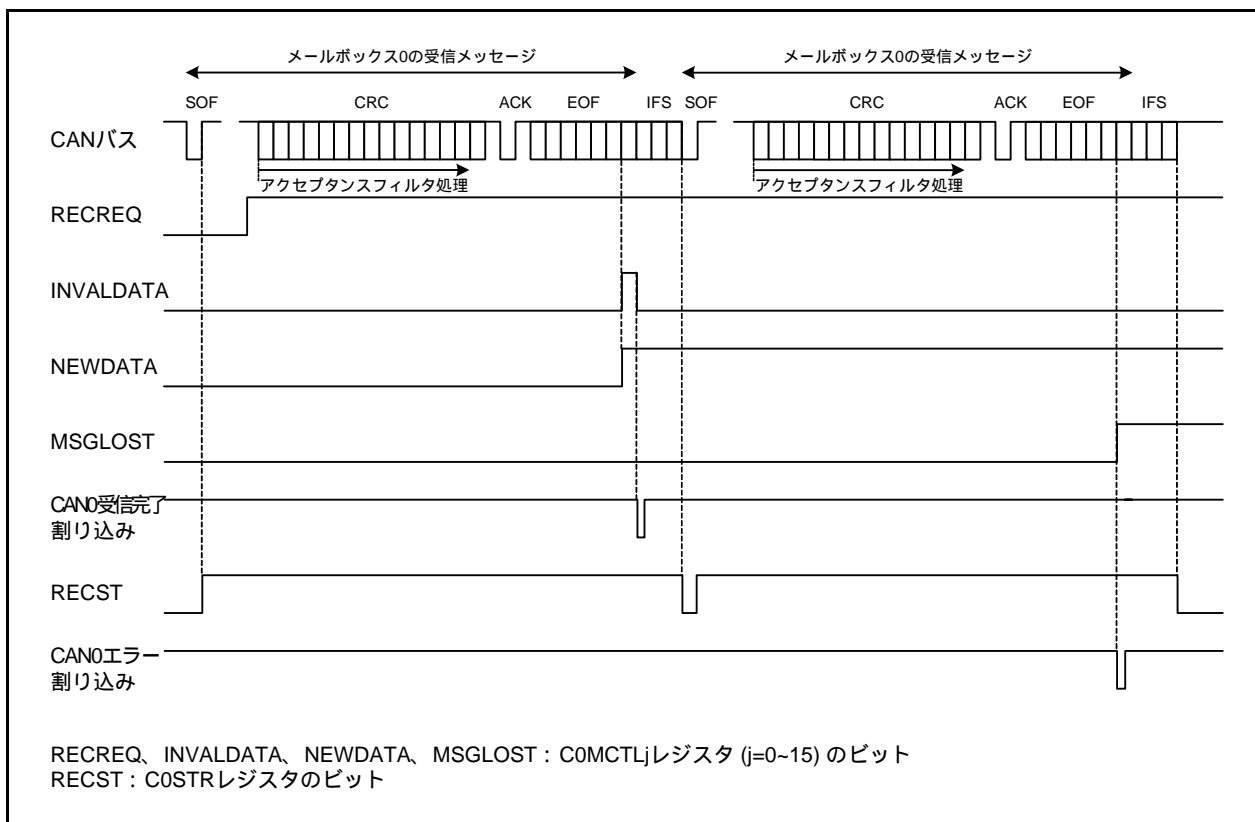 メールボックス0の受信メッセージ メールボックス0の受信メッセージ
SOF CRC ACK EOF IFS SOF CRC ACK EOF IFS
CANバス
アクセプタンスフィルタ処理 アクセプタンスフィルタ処理
RECREQ
INVALDATA
NEWDATA
MSGLOST
CAN0受信完了
割り込み
RECST
CAN0エラー
割り込み
RECREQ、INVALDATA、NEWDATA、MSGLOST：C0MCTLjレジスタ (j=0~15) のビット
RECST：C0STRレジスタのビット